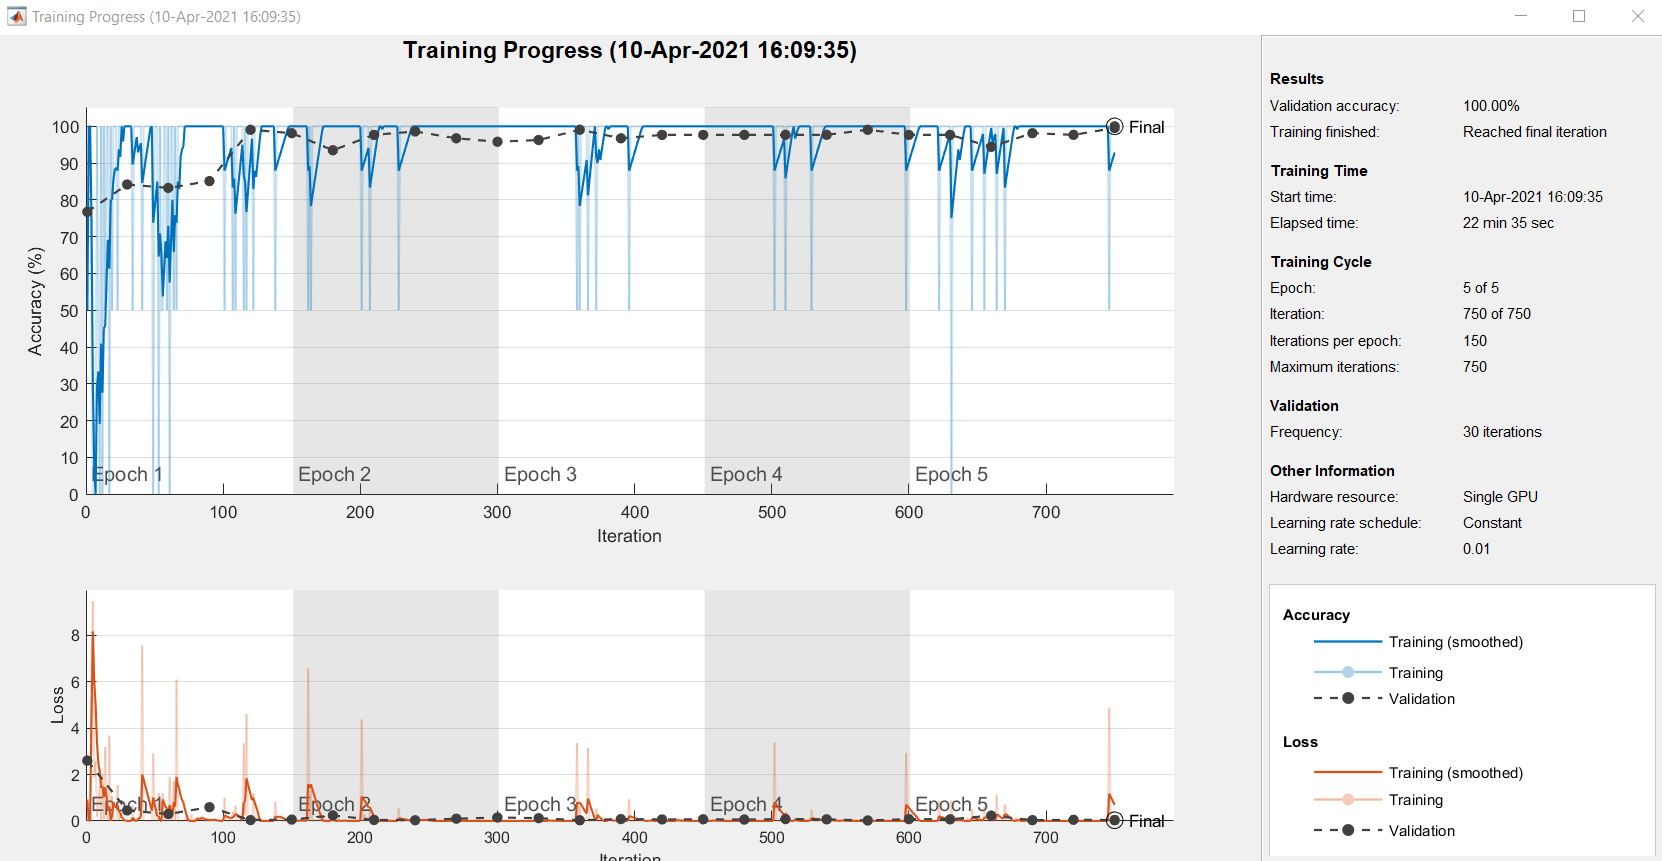 Training Progress (10-Apr-2021 16:09:35)
Training Progress (10-Apr-2021 16:09:35)
100
90
80
70
60
50
40
30
20
10
0
Accuracy (%)
Final
Epoch 1
Epoch 2
Epoch 3
Epoch 4
Epoch 5
0 100 200 300 400 500 600 700
Iteration
8
6
4
2
0
Loss
Epoch 1
Epoch 2
Epoch 3
Epoch 4
Epoch 5
Final
0 100 200 300 400 500 600 700
Iteration
Results
Validation accuracy: 100.00%
Training finished: Reached final iteration
Training Time
Start time: 10-Apr-2021 16:09:35
Elapsed time: 22 min 35 sec
Training Cycle
Epoch: 5 of 5
Iteration: 750 of 750
Iterations per epoch: 150
Maximum iterations: 750
Validation
Frequency: 30 iterations
Other Information
Hardware resource: Single GPU
Learning rate schedule: Constant
Learning rate: 0.01
Accuracy
Training (smoothed)
Training
Validation
Loss
Training (smoothed)
Training
Validation